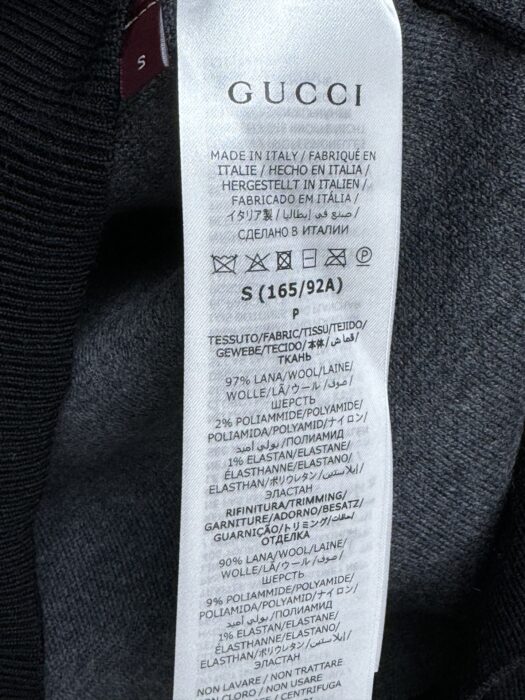 S
GUCCI
MADE IN ITALY / FABRIQUÉ EN
ITALIE / HECHO EN ITALIA /
HERGESTELLT IN ITALIEN /
FABRICADO EM ITÁLIA /
イタリア製 / صنع في إيطاليا /
СДЕЛАНО В ИТАЛИИ
P
S (165/92A)
P
TESSUTO/FABRIC/TISSU/TEJIDO/
GEWEBE/TECIDO/本体/قماش/
ТКАНЬ
97% LANA/WOOL/LAINE/
WOLLE/LÃ/ウール/صوف/
ШЕРСТЬ
2% POLIAMMIDE/POLYAMIDE/
POLIAMIDA/POLYAMID/ナイロン/
بولي أميد/ПОЛИАМИД
1% ELASTAN/ELASTANE/
ÉLASTHANNE/ELASTANO/
ELASTHAN/ポリウレタン/إيلاستين/
ЭЛАСТАН
RIFINITURA/TRIMMING/
GARNITURE/ADORNO/BESATZ/
GUARNIÇÃO/トリミング/
ОТДЕЛКА
90% LANA/WOOL/LAINE/
WOLLE/LÃ/ウール/صوف/
ШЕРСТЬ
9% POLIAMMIDE/POLYAMIDE/
POLIAMIDA/POLYAMID/ナイロン/
بولي أميد/ПОЛИАМИД
1% ELASTAN/ELASTANE/
ÉLASTHANNE/ELASTANO/
ELASTHAN/ポリウレタン/إيلاستين/
ЭЛАСТАН
NON LAVARE / NON TRATTARE
CON CLORO / NON USARE
CENTRIFUGA